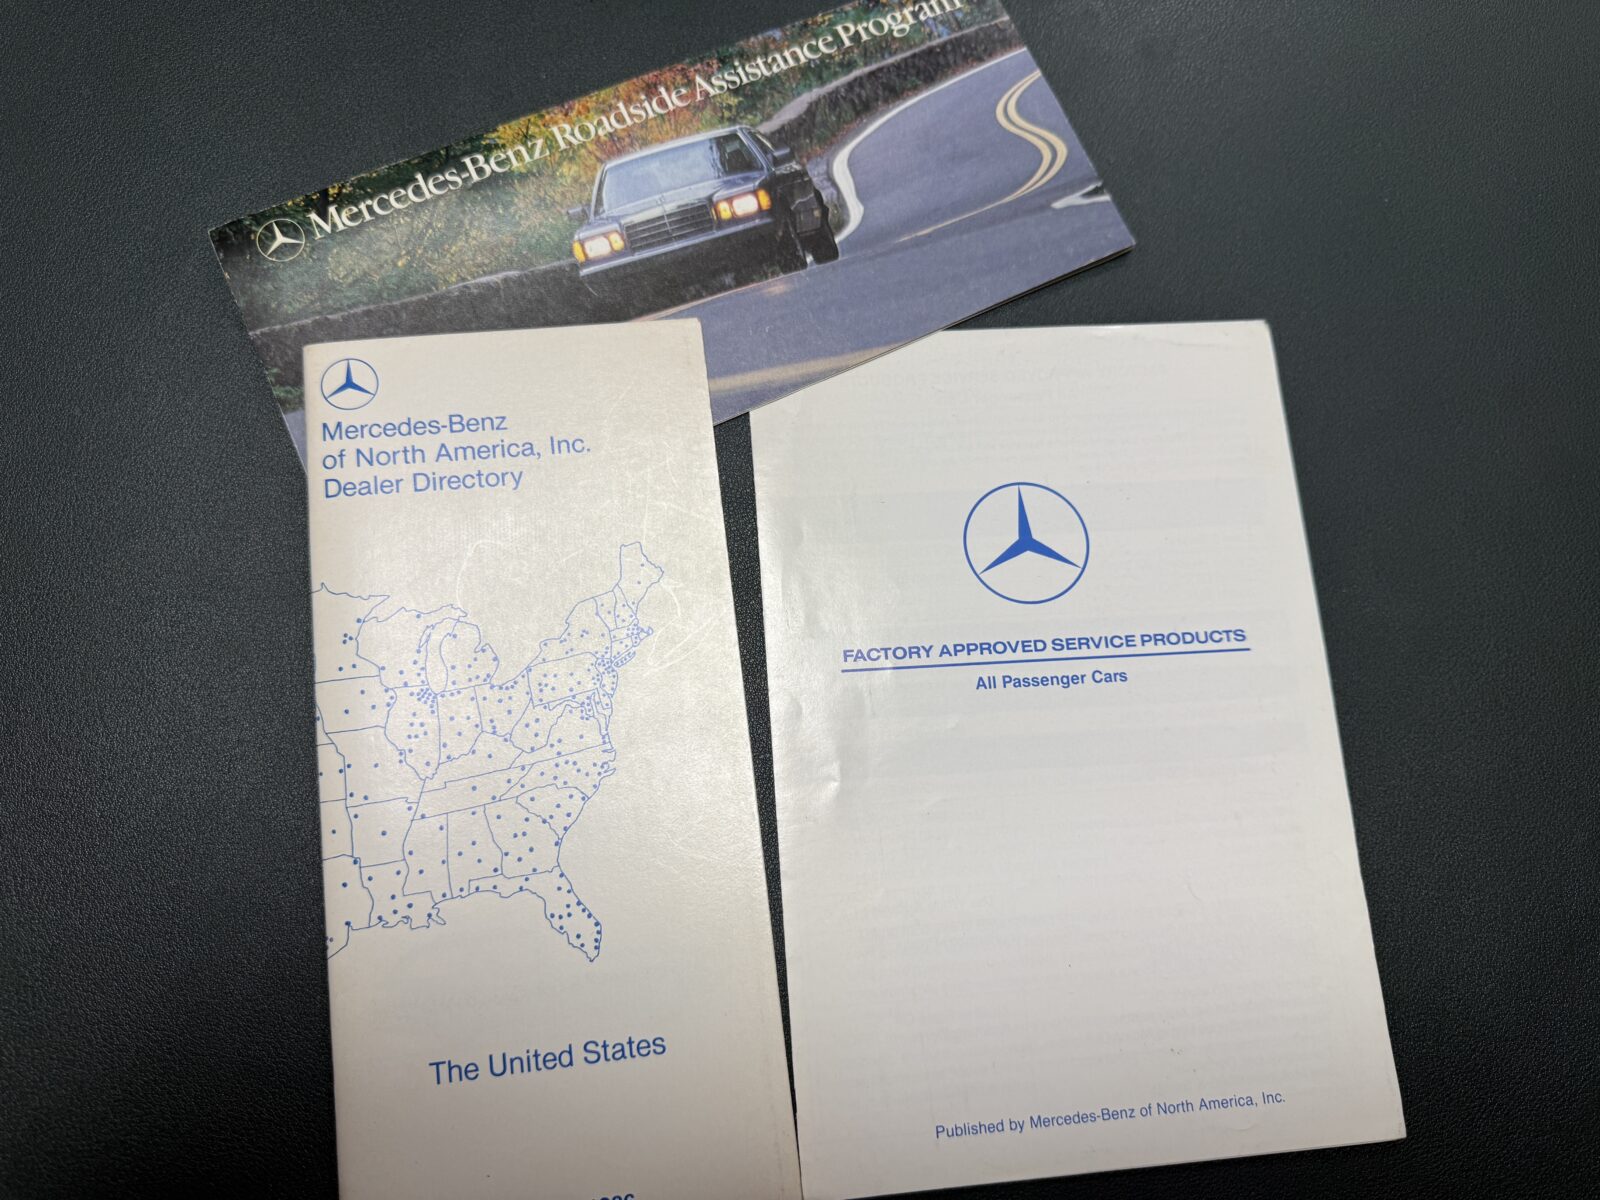 Mercedes-Benz Roadside Assistance Program
Mercedes-Benz
of North America, Inc.
Dealer Directory
The United States
FACTORY APPROVED SERVICE PRODUCTS
All Passenger Cars
Published by Mercedes-Benz of North America, Inc.